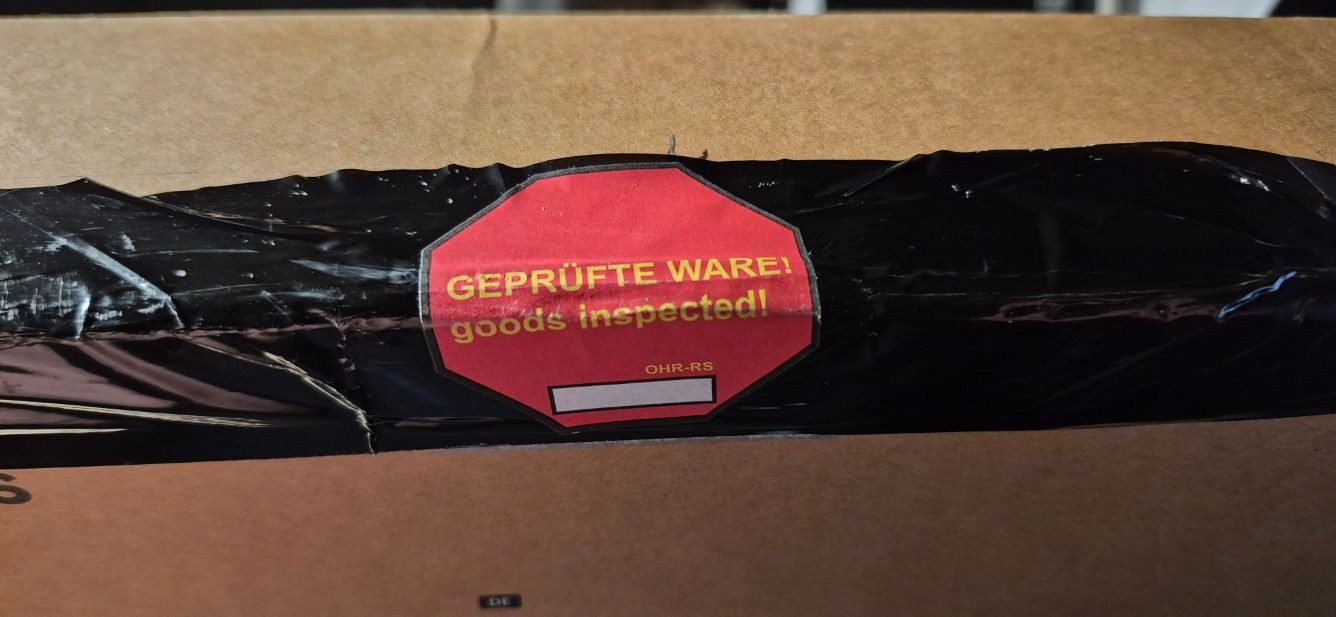 GEPRÜFTE WARE!
goods inspected!
OHR-RS
S
DE